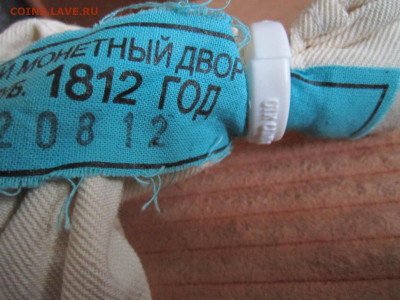 COINS.LAVE.RU
Й МОНЕТНЫЙ ДВОР
Б. 1812 ГОД
20812